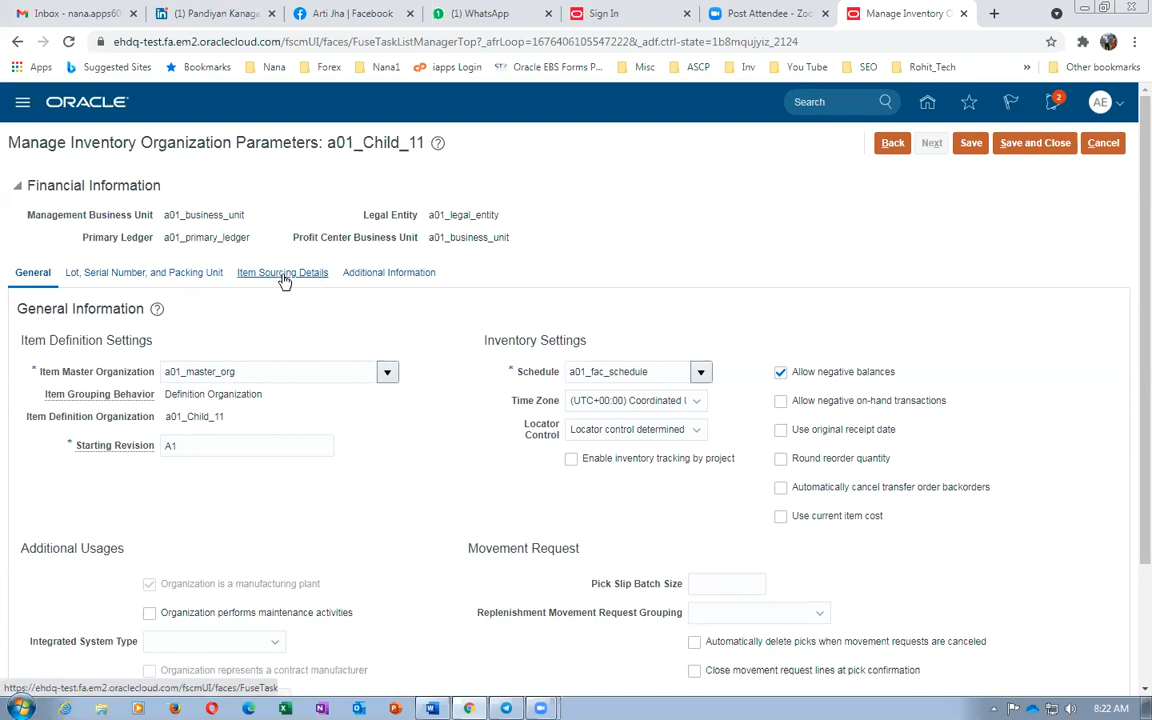 Inbox - nana.apps60
(1) Pandiyan Kanaga
Arti Jha | Facebook
(1) WhatsApp
Sign In
Post Attendee - Zoo
Manage Inventory O
ehdq-test.fa.em2.oraclecloud.com/fscmUI/faces/FuseTaskListManagerTop?_afrLoop=1676406105547222&_adf.ctrl-state=1b8mqujyiz_2124
Apps Suggested Sites Bookmarks Nana Forex Nana1 iapps Login Oracle EBS Forms P... Misc ASCP Inv You Tube SEO Rohit_Tech » Other bookmarks
ORACLE
Search
2
AE
Manage Inventory Organization Parameters: a01_Child_11
Back Next Save Save and Close Cancel
Financial Information
Management Business Unit a01_business_unit Legal Entity a01_legal_entity
Primary Ledger a01_primary_ledger Profit Center Business Unit a01_business_unit
General Lot, Serial Number, and Packing Unit Item Sourcing Details Additional Information
General Information
Item Definition Settings
* Item Master Organization a01_master_org
Item Grouping Behavior Definition Organization
Item Definition Organization a01_Child_11
* Starting Revision A1
Inventory Settings
* Schedule a01_fac_schedule
Time Zone (UTC+00:00) Coordinated U
Locator Control Locator control determined
Enable inventory tracking by project
Allow negative balances
Allow negative on-hand transactions
Use original receipt date
Round reorder quantity
Automatically cancel transfer order backorders
Use current item cost
Additional Usages
Organization is a manufacturing plant
Organization performs maintenance activities
Integrated System Type
Organization represents a contract manufacturer
Movement Request
Pick Slip Batch Size
Replenishment Movement Request Grouping
Automatically delete picks when movement requests are canceled
Close movement request lines at pick confirmation
https://ehdq-test.fa.em2.oraclecloud.com/fscmUI/faces/FuseTask
8:22 AM